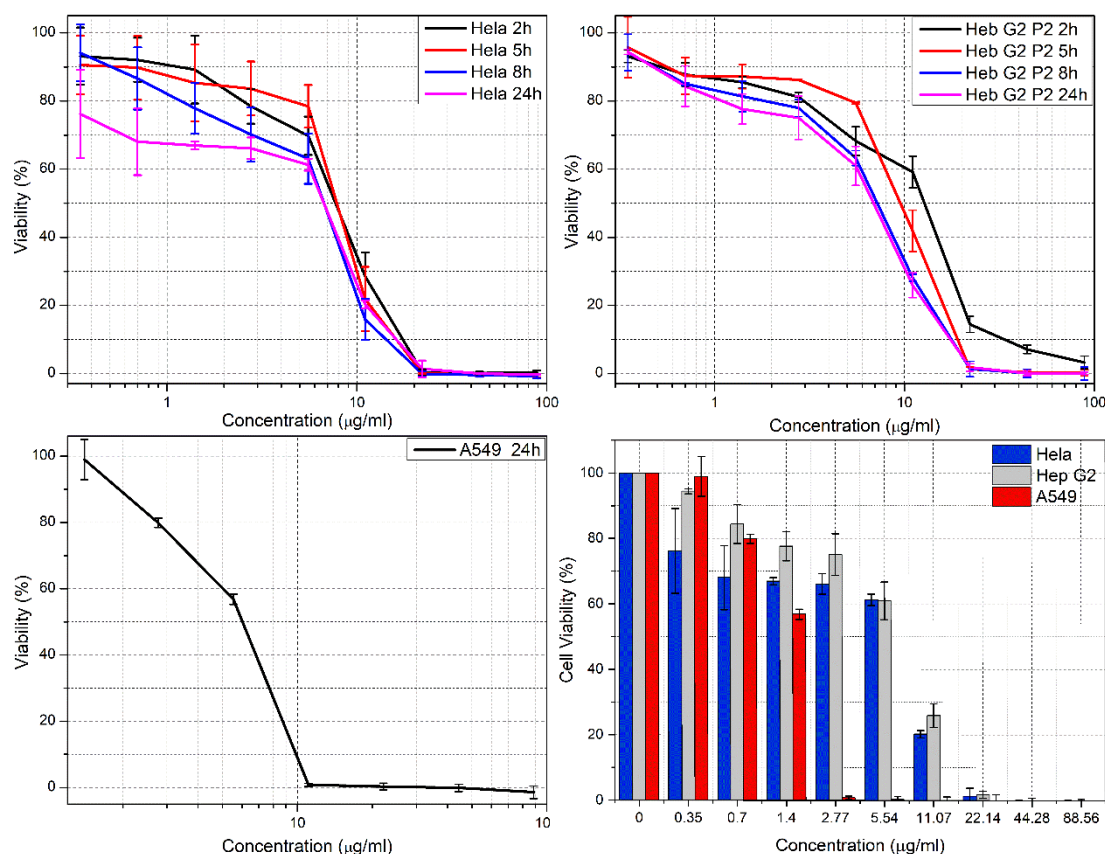 100
80
60
40
20
0
Viability (%)
Hela 2h
Hela 5h
Hela 8h
Hela 24h
1
10
100
Concentration (μg/ml)
100
80
60
40
20
0
Viability (%)
Heb G2 P2 2h
Heb G2 P2 5h
Heb G2 P2 8h
Heb G2 P2 24h
1
10
100
Concentration (μg/ml)
100
80
60
40
20
0
Viability (%)
A549 24h
10
10
Concentration (μg/ml)
100
80
60
40
20
0
Cell Viability (%)
Hela
Hep G2
A549
0
0.35
0.7
1.4
2.77
5.54
11.07
22.14
44.28
88.56
Concentration (μg/ml)